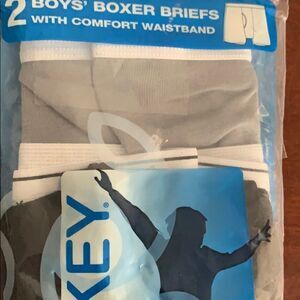 2 BOYS' BOXER BRIEFS
WITH COMFORT WAISTBAND
KEY.